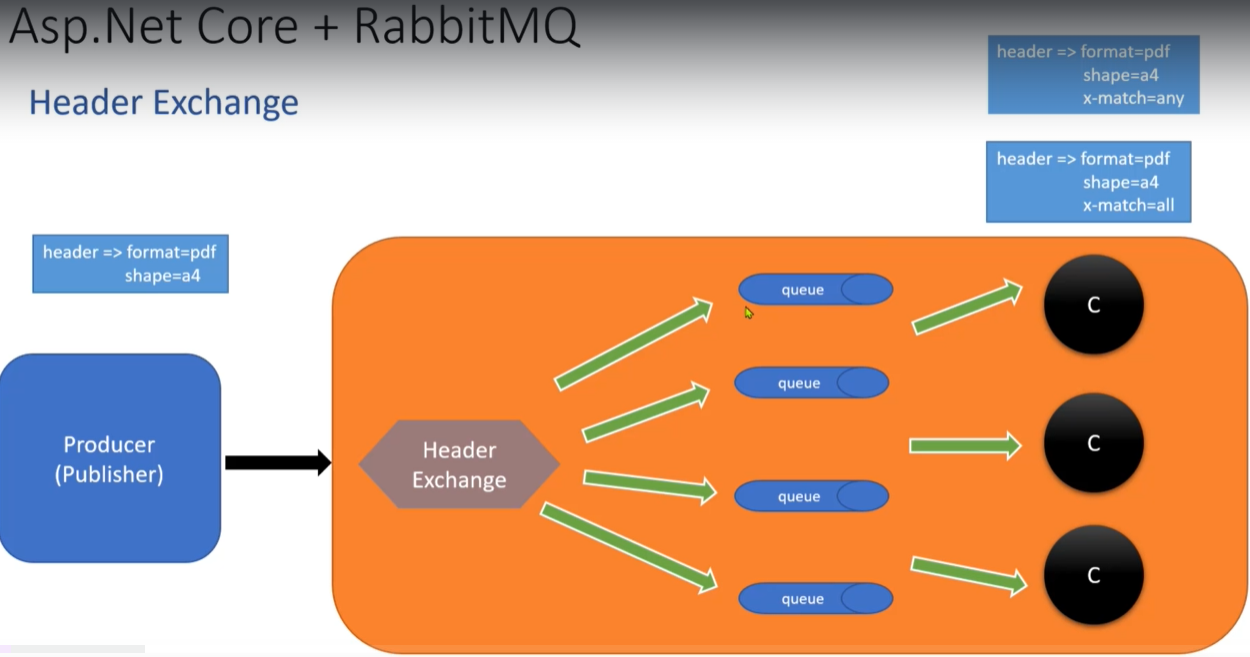 Asp.Net Core + RabbitMQ
Header Exchange
header => format=pdf
shape=a4
x-match=any
header => format=pdf
shape=a4
x-match=all
header => format=pdf
shape=a4
Producer
(Publisher)
Header
Exchange
queue
queue
queue
queue
C
C
C